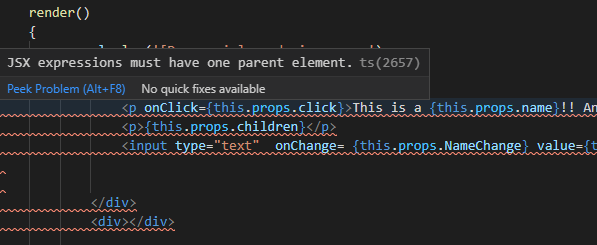 render()
{
JSX expressions must have one parent element. ts(2657)
Peek Problem (Alt+F8) No quick fixes available
<p onClick={this.props.click}>This is a {this.props.name}!! An
<p>{this.props.children}</p>
<input type="text"  onChange= {this.props.NameChange} value={t
</div>
<div></div>